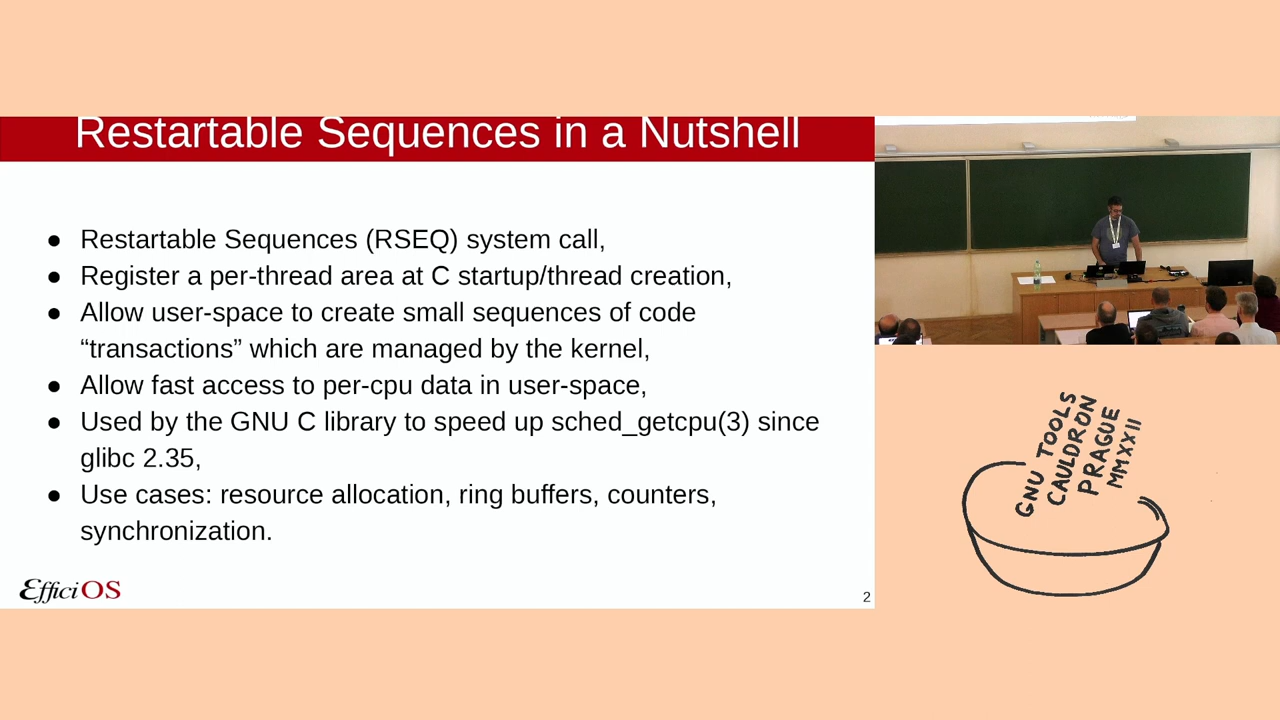 Restartable Sequences in a Nutshell
● Restartable Sequences (RSEQ) system call,
● Register a per-thread area at C startup/thread creation,
● Allow user-space to create small sequences of code
“transactions” which are managed by the kernel,
● Allow fast access to per-cpu data in user-space,
● Used by the GNU C library to speed up sched_getcpu(3) since
glibc 2.35,
● Use cases: resource allocation, ring buffers, counters,
synchronization.
EfficiOS
2
GNU TOOLS
CAULDRON
PRAGUE
MMXXII